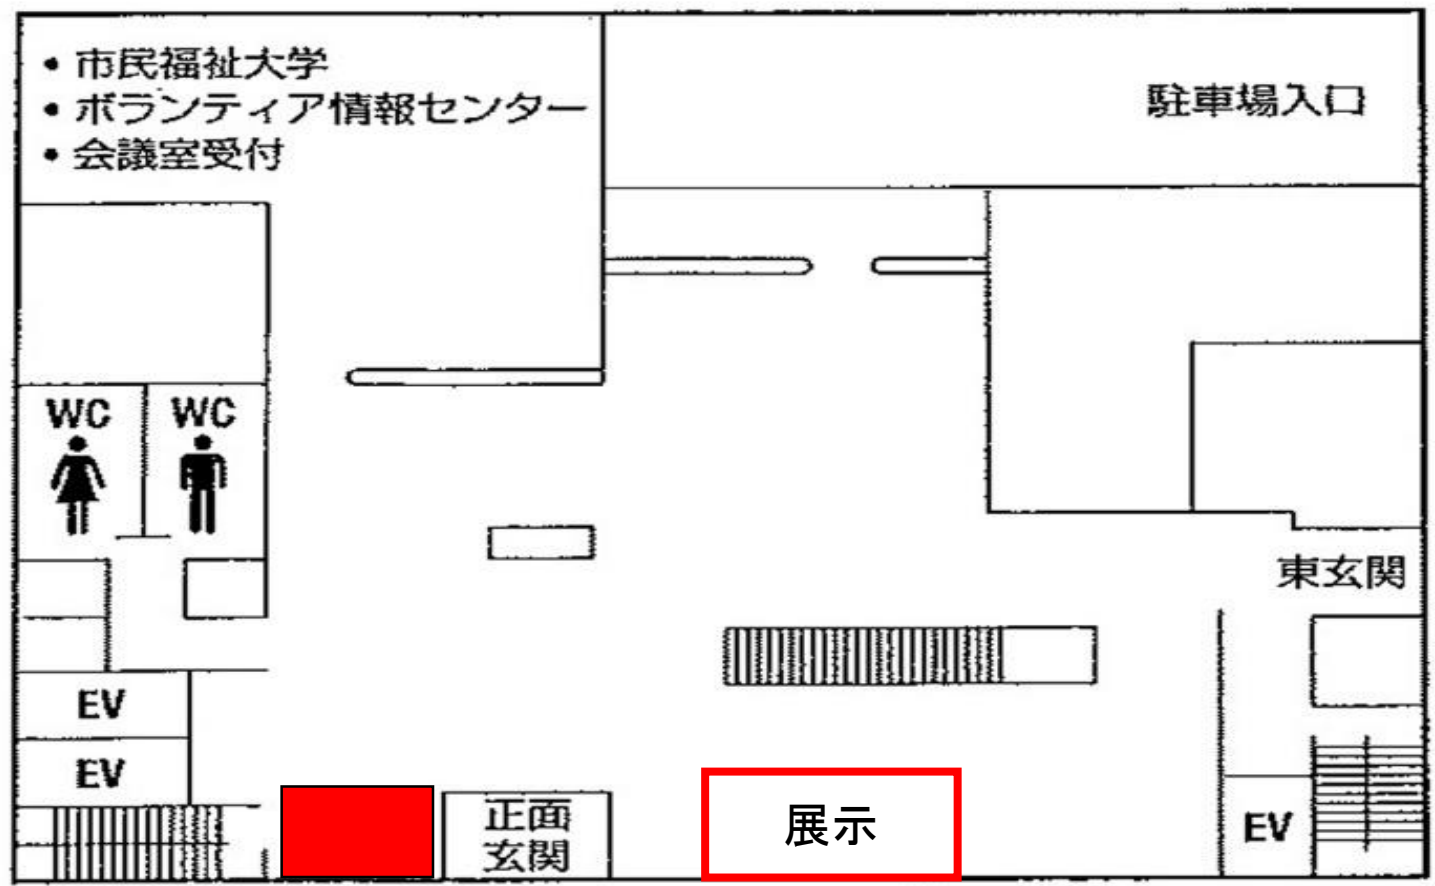 • 市民福祉大学
• ボランティア情報センター
• 会議室受付
駐車場入口
WC
WC
東玄関
EV
EV
正面
玄関
展示
EV